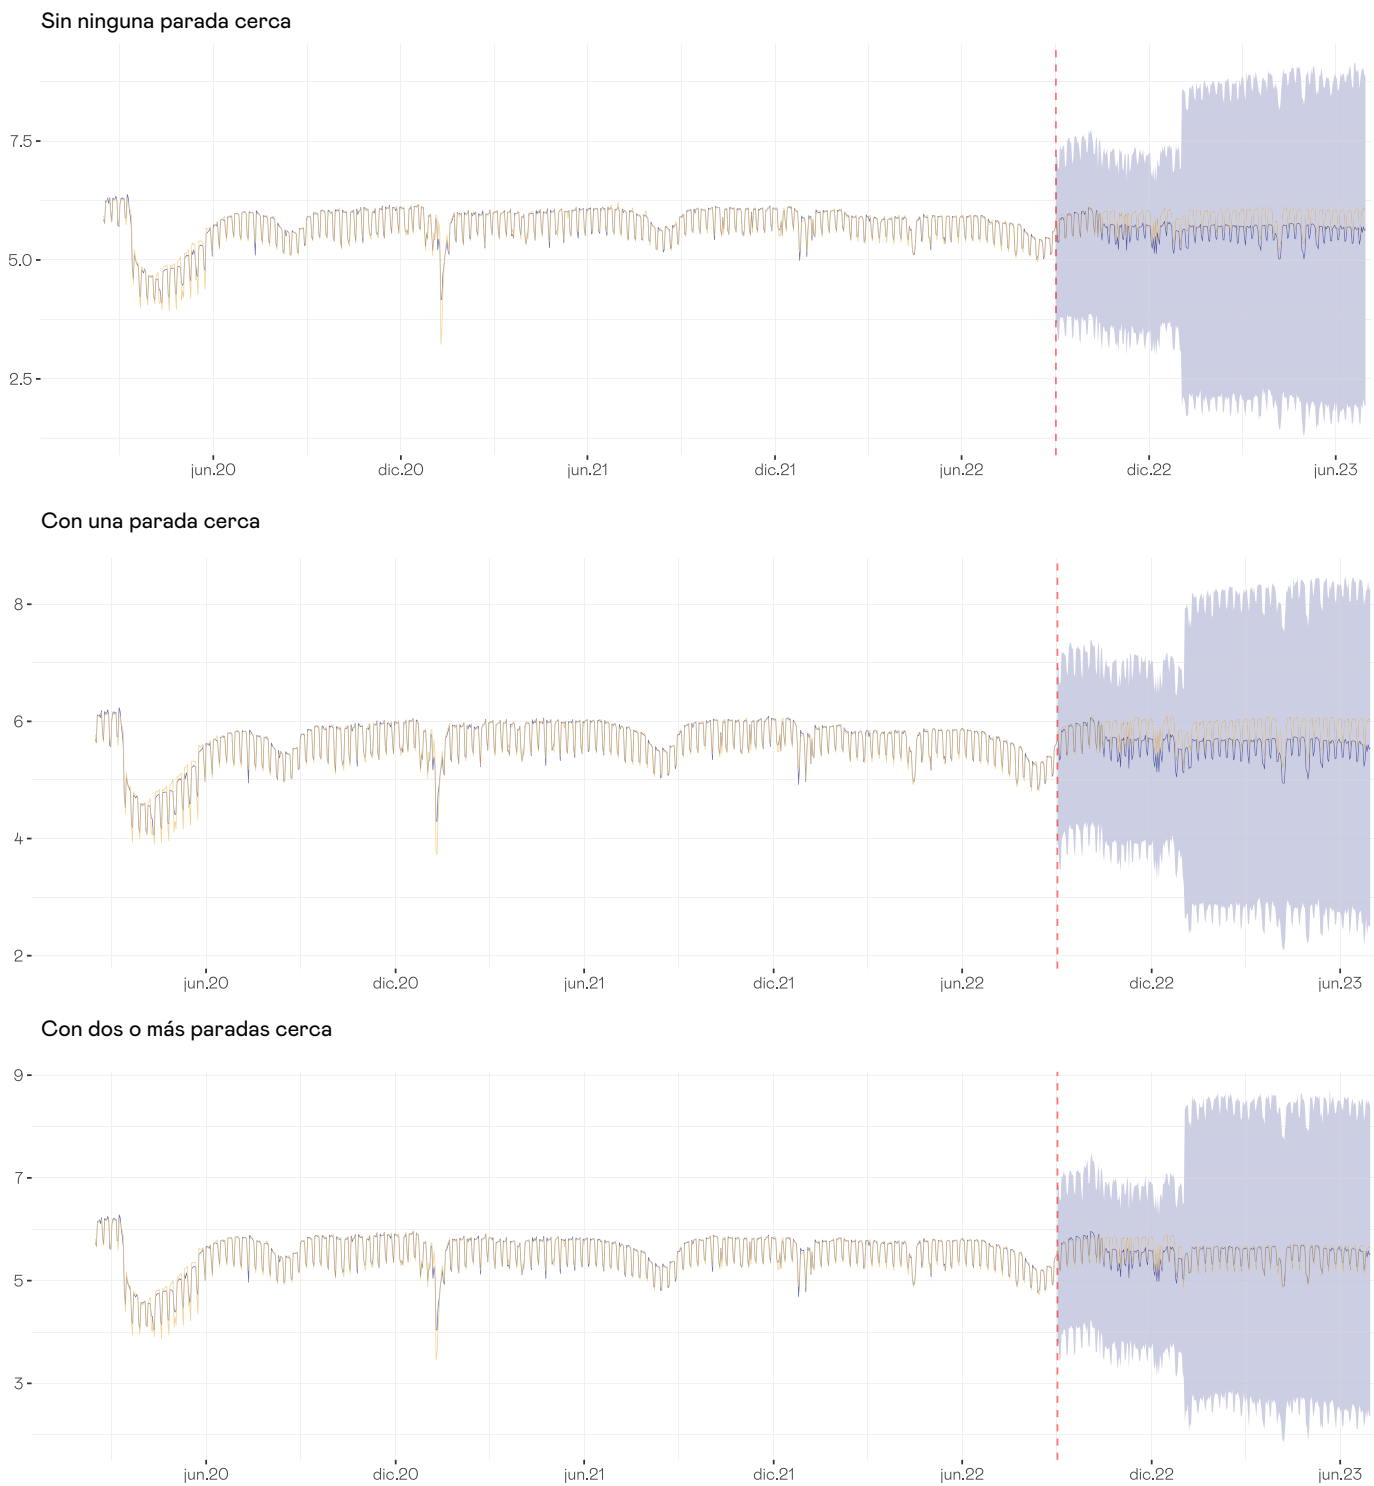 Sin ninguna parada cerca
7.5
5.0
2.5
jun.20 dic.20 jun.21 dic.21 jun.22 dic.22 jun.23
Con una parada cerca
8
6
4
2
jun.20 dic.20 jun.21 dic.21 jun.22 dic.22 jun.23
Con dos o más paradas cerca
9
7
5
3
jun.20 dic.20 jun.21 dic.21 jun.22 dic.22 jun.23